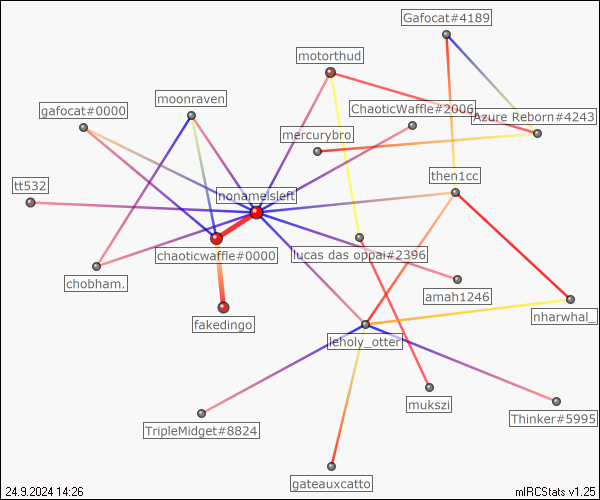 Gafocat#4189
motorthud
moonraven
ChaoticWaffle#2006
gafocat#0000
Azure Reborn#4243
mercurybro
then1cc
tt532
nonameisleft
chaoticwaffle#0000
lucas das oppai#2396
chobham.
amah1246
nharwhal_
fakedingo
leholy_otter
mukszi
Thinker#5995
TripleMidget#8824
gateauxcatto
24.9.2024 14:26
mIRCStats v1.25